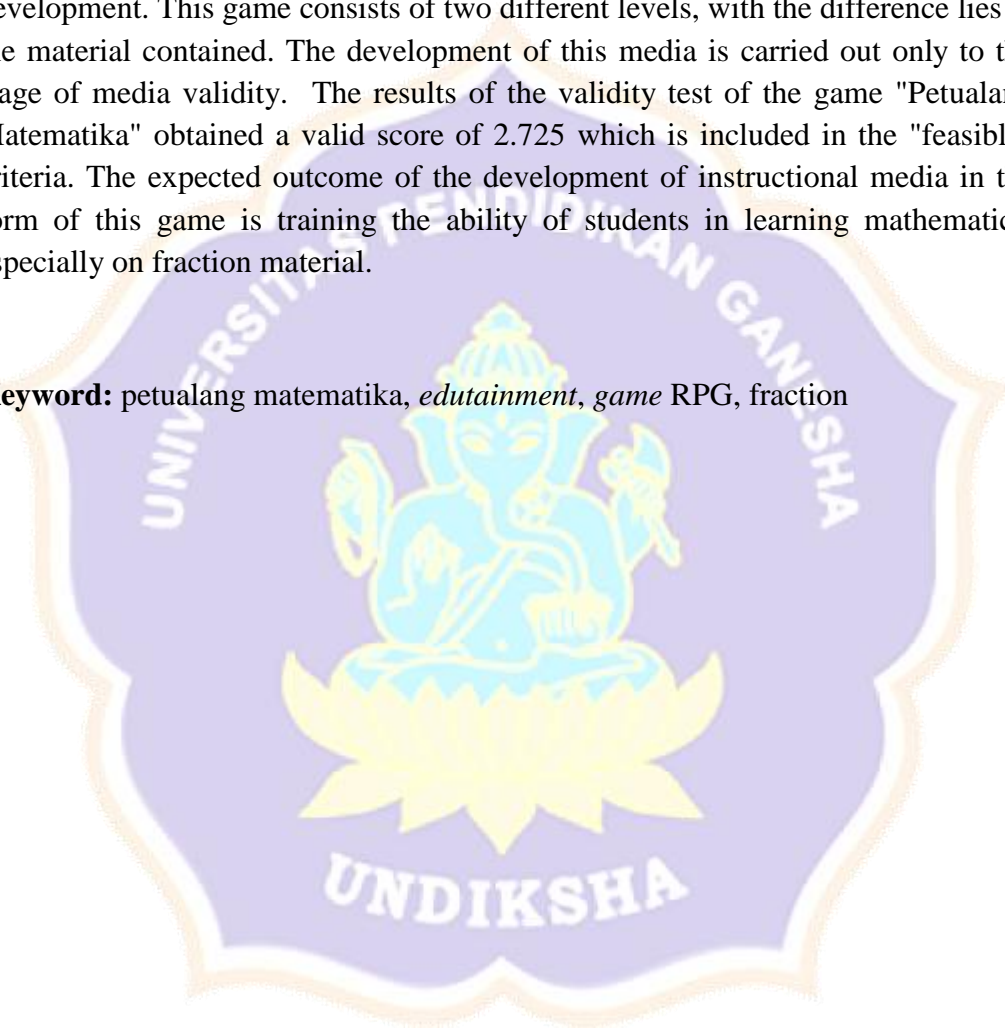 evelopment. This game consists of two different levels, with the difference lies
e material contained. The development of this media is carried out only to th
age of media validity. The results of the validity test of the game "Petualan
atematika" obtained a valid score of 2.725 which is included in the "feasibl
riteria. The expected outcome of the development of instructional media in t
orm of this game is training the ability of students in learning mathematic
specially on fraction material.
eyword: petualang matematika, edutainment, game RPG, fraction
UNIVERSITAS PENDIDIKAN GANESHA
UNDIKSHA